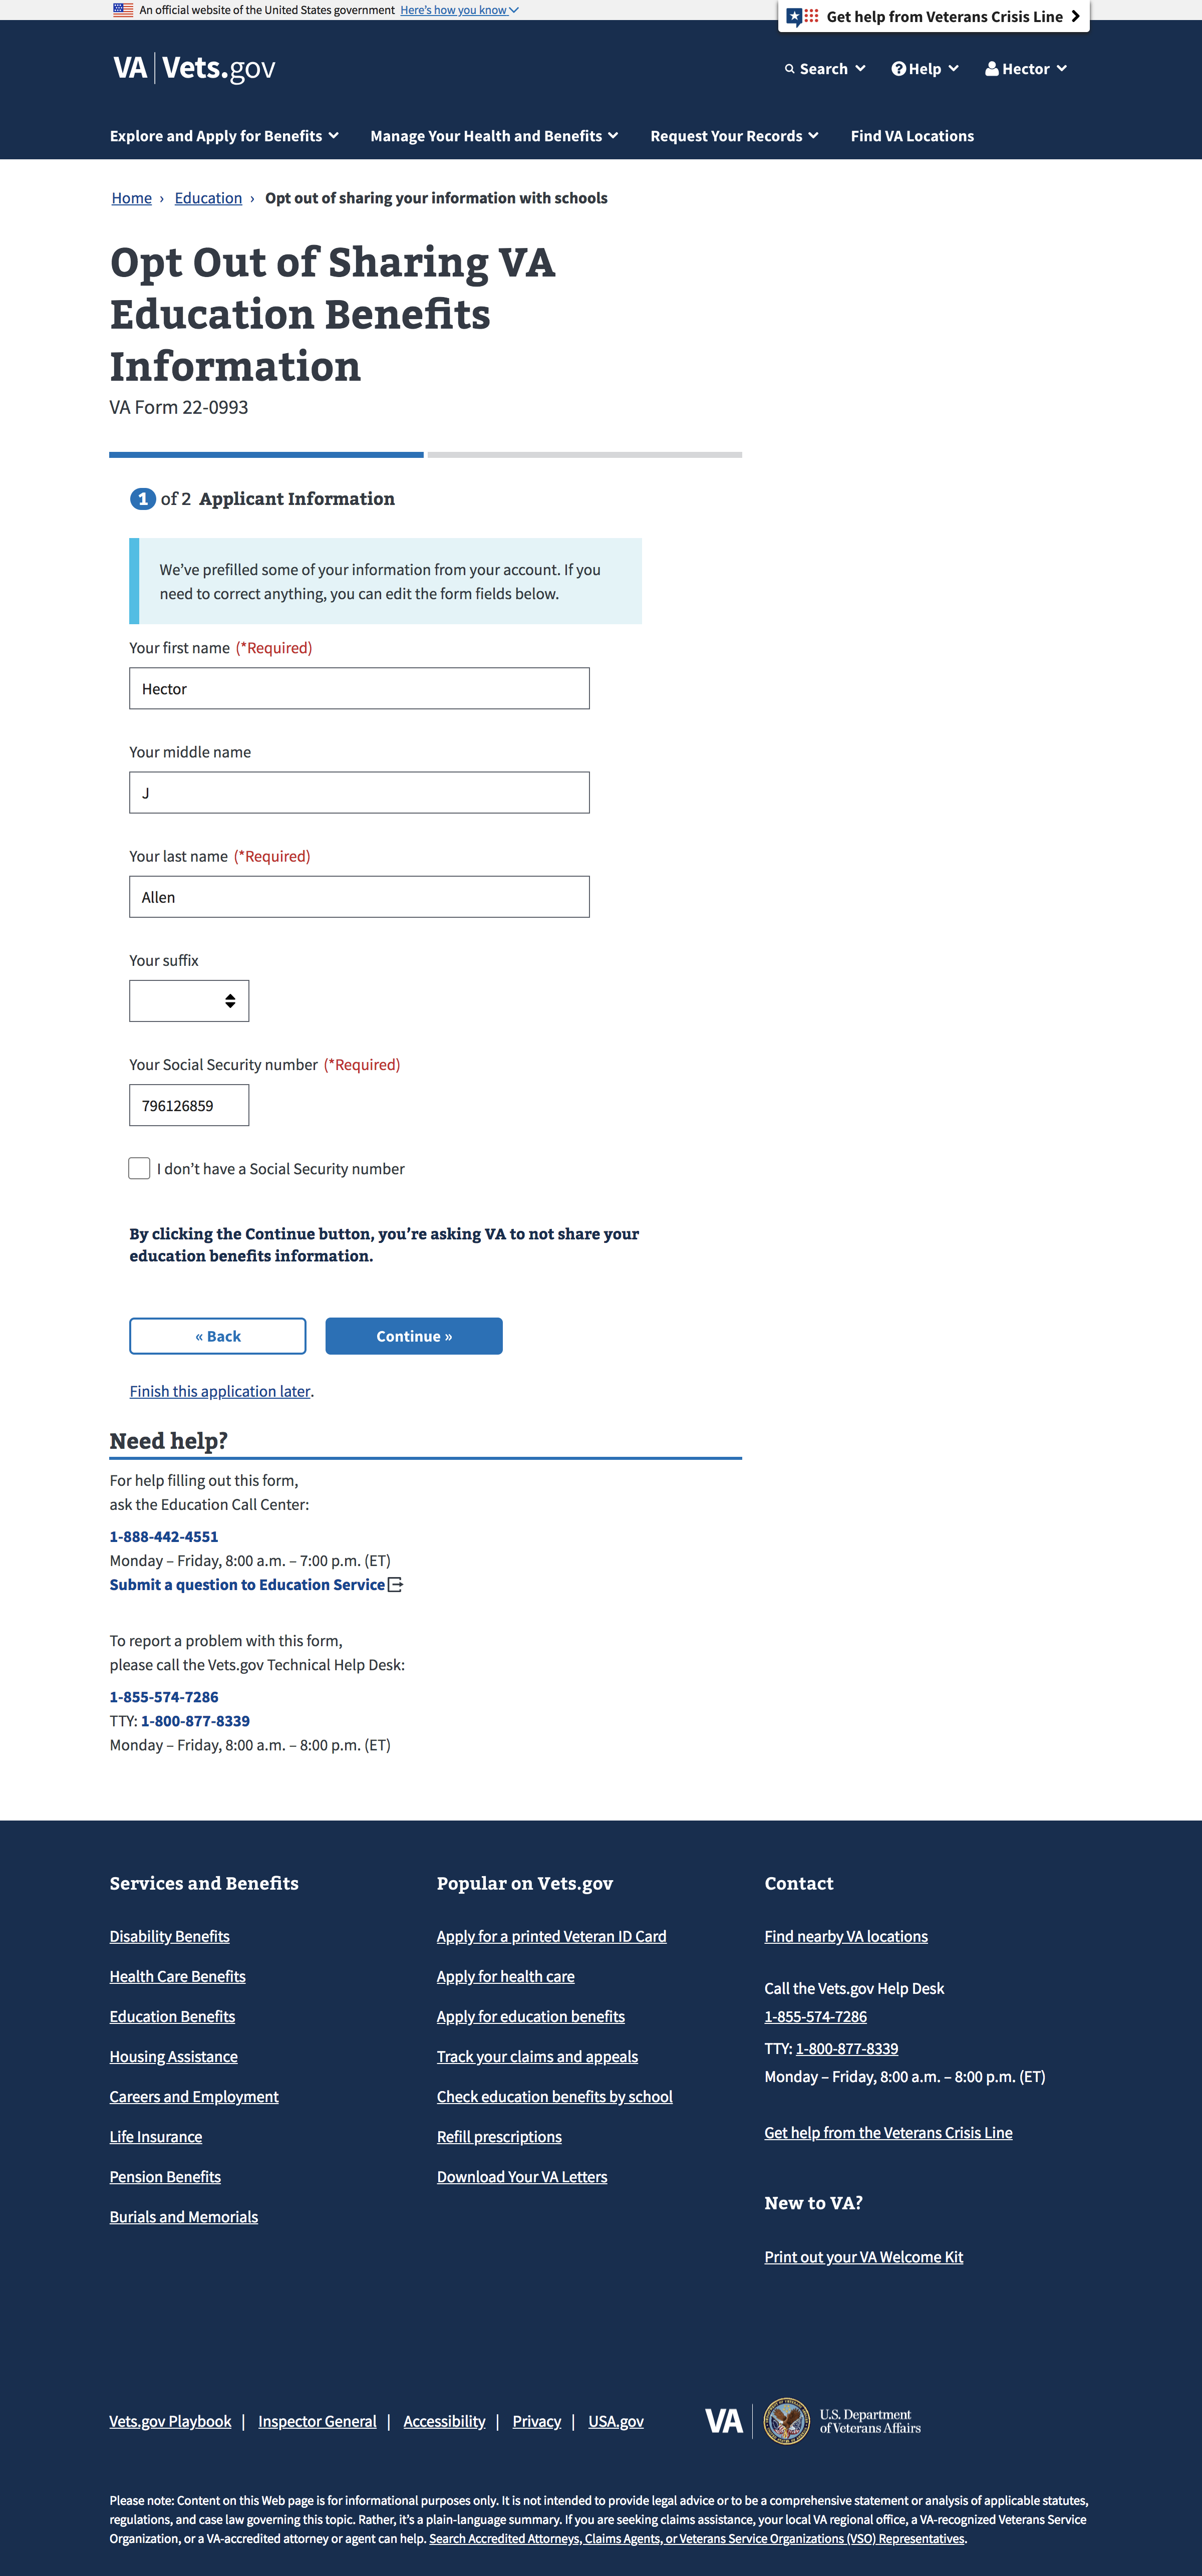 An official website of the United States government Here's how you know
Get help from Veterans Crisis Line
VA Vets.gov
Search Help Hector
Explore and Apply for Benefits Manage Your Health and Benefits Request Your Records Find VA Locations
Home › Education › Opt out of sharing your information with schools
Opt Out of Sharing VA
Education Benefits
Information
VA Form 22-0993
1 of 2 Applicant Information
We've prefilled some of your information from your account. If you
need to correct anything, you can edit the form fields below.
Your first name (*Required)
Hector
Your middle name
J
Your last name (*Required)
Allen
Your suffix
Your Social Security number (*Required)
796126859
I don't have a Social Security number
By clicking the Continue button, you're asking VA to not share your
education benefits information.
« Back Continue »
Finish this application later.
Need help?
For help filling out this form,
ask the Education Call Center:
1-888-442-4551
Monday – Friday, 8:00 a.m. – 7:00 p.m. (ET)
Submit a question to Education Service
To report a problem with this form,
please call the Vets.gov Technical Help Desk:
1-855-574-7286
TTY: 1-800-877-8339
Monday – Friday, 8:00 a.m. – 8:00 p.m. (ET)
Services and Benefits
Disability Benefits
Health Care Benefits
Education Benefits
Housing Assistance
Careers and Employment
Life Insurance
Pension Benefits
Burials and Memorials
Popular on Vets.gov
Apply for a printed Veteran ID Card
Apply for health care
Apply for education benefits
Track your claims and appeals
Check education benefits by school
Refill prescriptions
Download Your VA Letters
Contact
Find nearby VA locations
Call the Vets.gov Help Desk
1-855-574-7286
TTY: 1-800-877-8339
Monday – Friday, 8:00 a.m. – 8:00 p.m. (ET)
Get help from the Veterans Crisis Line
New to VA?
Print out your VA Welcome Kit
Vets.gov Playbook | Inspector General | Accessibility | Privacy | USA.gov
VA
U.S. Department
of Veterans Affairs
Please note: Content on this Web page is for informational purposes only. It is not intended to provide legal advice or to be a comprehensive statement or analysis of applicable statutes,
regulations, and case law governing this topic. Rather, it's a plain-language summary. If you are seeking claims assistance, your local VA regional office, a VA-recognized Veterans Service
Organization, or a VA-accredited attorney or agent can help. Search Accredited Attorneys, Claims Agents, or Veterans Service Organizations (VSO) Representatives.